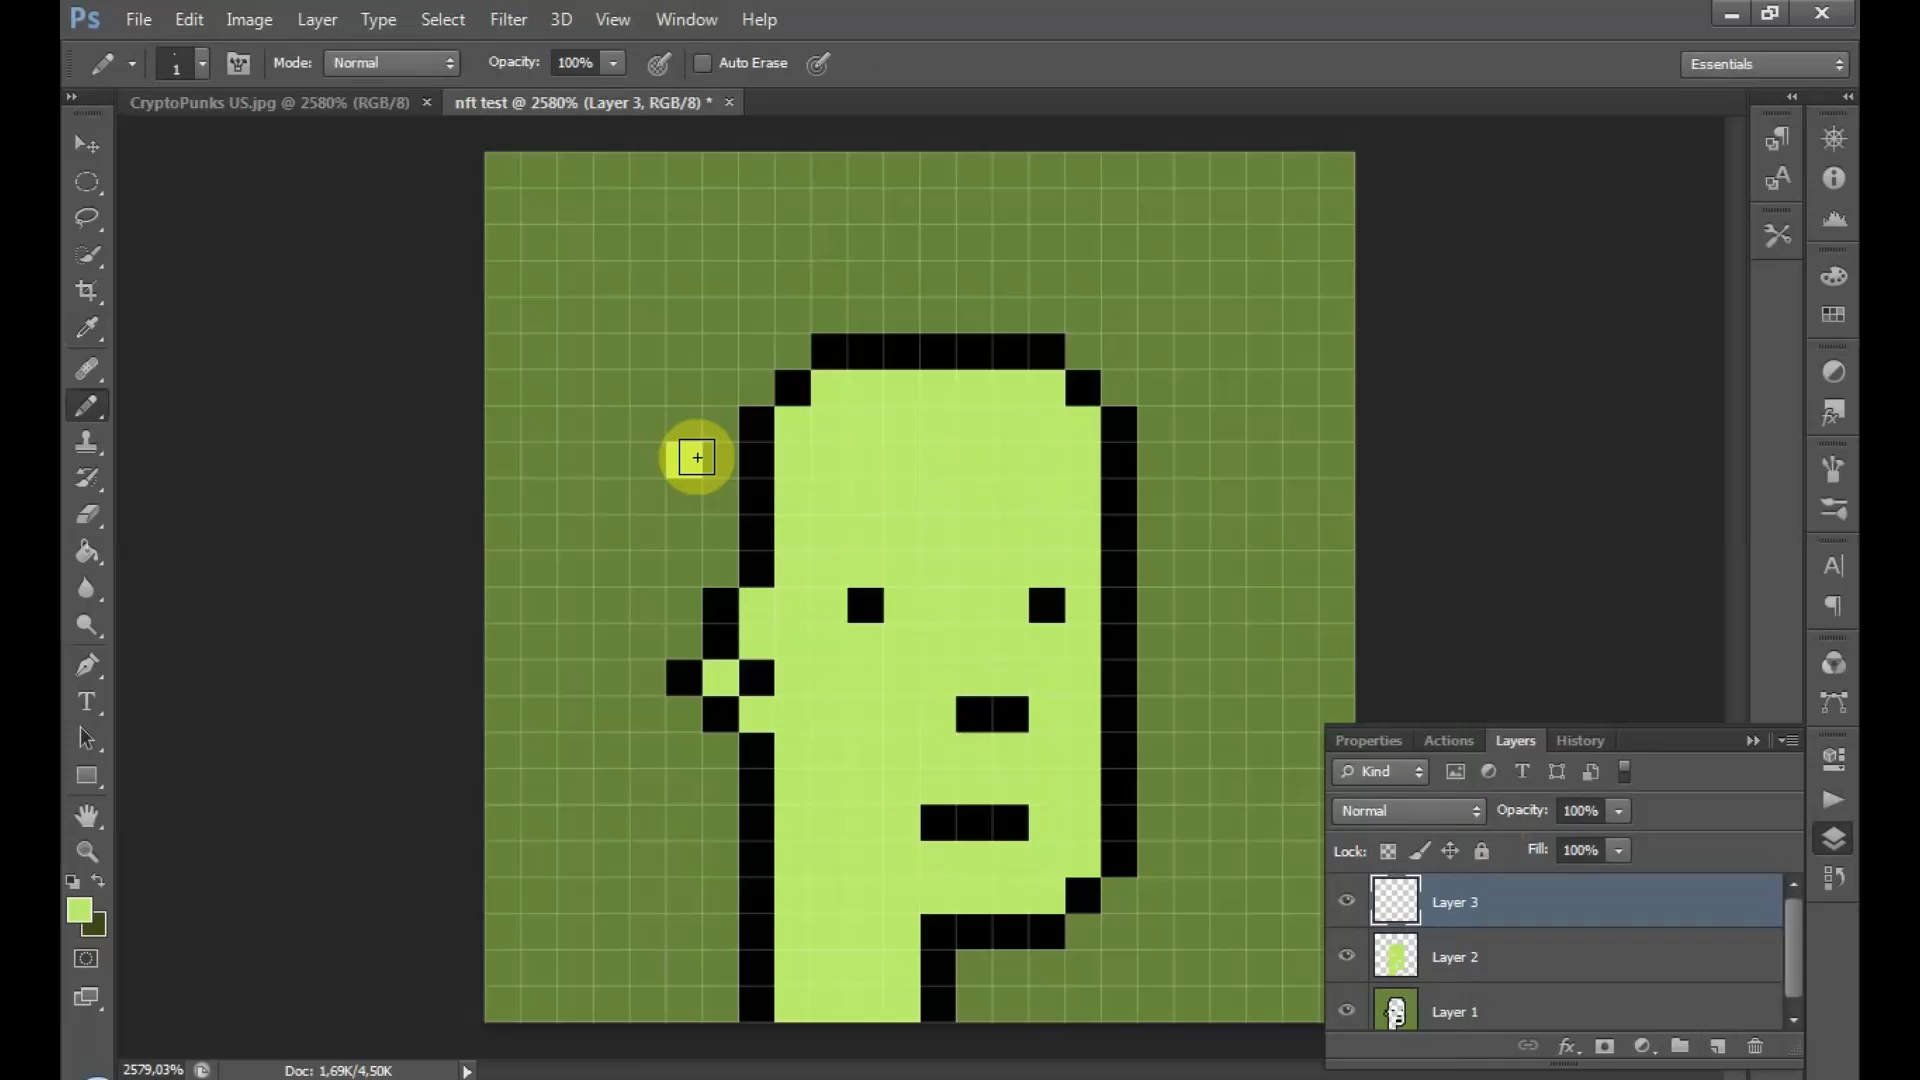 Ps File Edit Image Layer Type Select Filter 3D View Window Help
1 Mode: Normal Opacity: 100% Auto Erase Essentials
CryptoPunks US.jpg @ 2580% (RGB/8) × nft test @ 2580% (Layer 3, RGB/8) * ×
Properties Actions Layers History
Kind
Normal Opacity: 100%
Lock: Fill: 100%
Layer 3
Layer 2
Layer 1
2579,03% Doc: 1,69K/4,50K